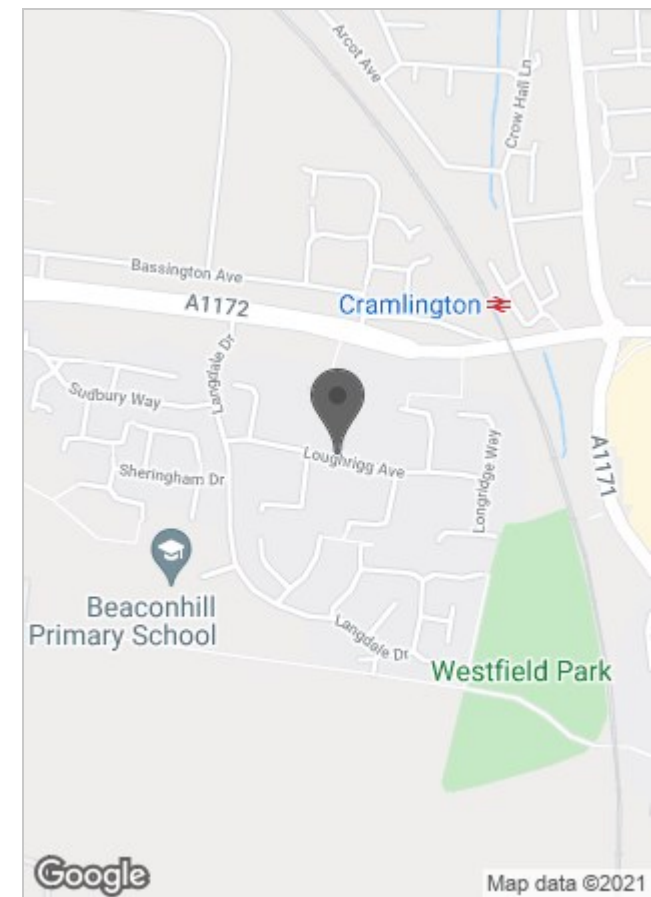 Arcot Ave
Crow Hall Ln
Bassington Ave
A1172
Cramlington
Langdale Dr
Sudbury Way
Loughrigg Ave
Longridge Way
A1171
Sheringham Dr
Beaconhill
Primary School
Langdale Dr
Westfield Park
Google
Map data ©2021